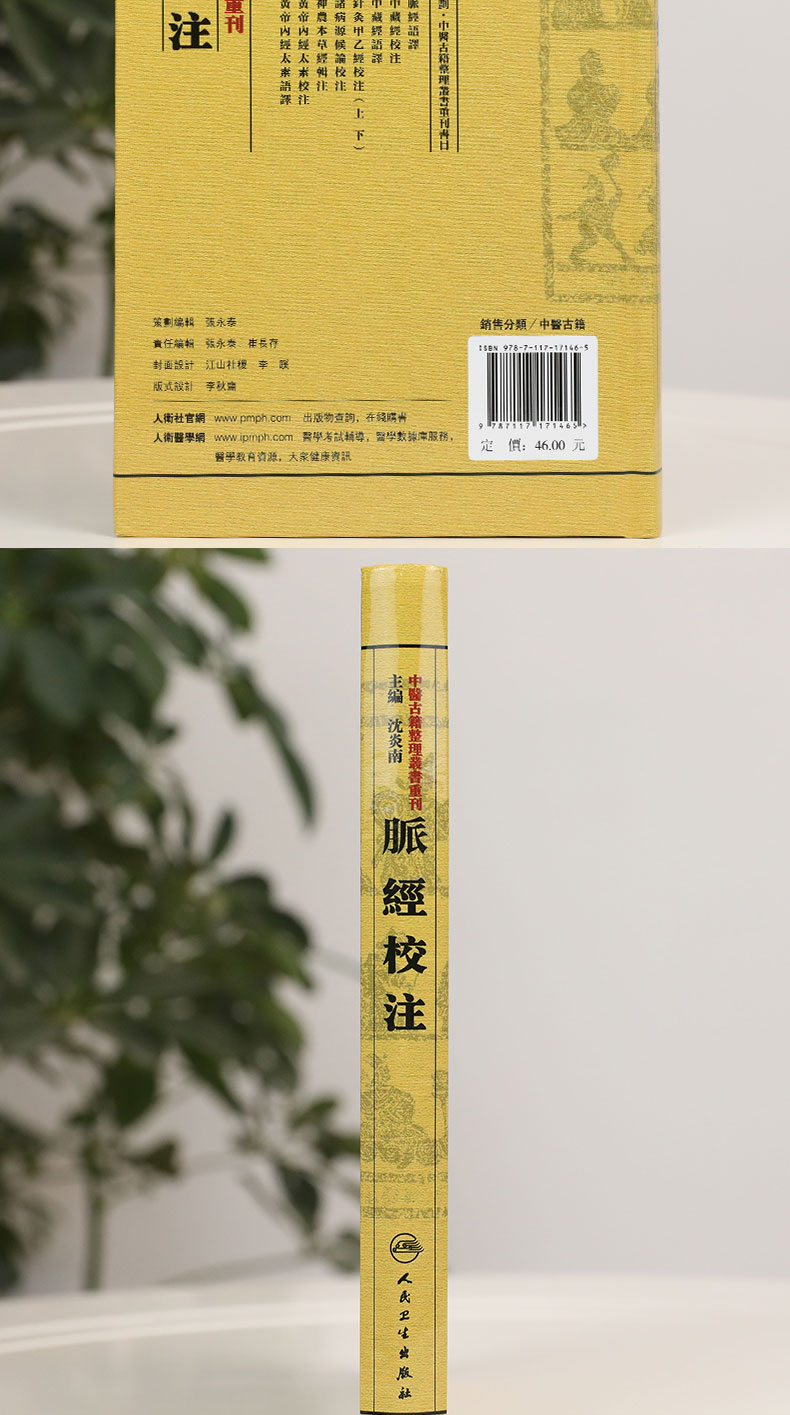 重刊
注
劃·中醫古籍整理叢書重刊書目
脈經語譯
中藏經校注
中藏經語譯
針灸甲乙經校注（上 下）
諸病源候論校注
神農本草經輯注
黃帝內經太素校注
黃帝內經太素語譯
策劃編輯 張永泰
責任編輯 張永泰 崔長存
封面設計 江山社稷 李 蹊
版式設計 李秋齋
人衛社官網 www.pmph.com 出版物查詢，在綫購書
人衛醫學網 www.ipmph.com 醫學考試輔導，醫學數據庫服務，
醫學教育資源，大衆健康資訊
銷售分類／中醫古籍
ISBN 978-7-117-17146-5
9 787117 171465>
定 價：46.00 元
中醫古籍整理叢書重刊
主編 沈炎南
脈經校注
人民卫生出版社